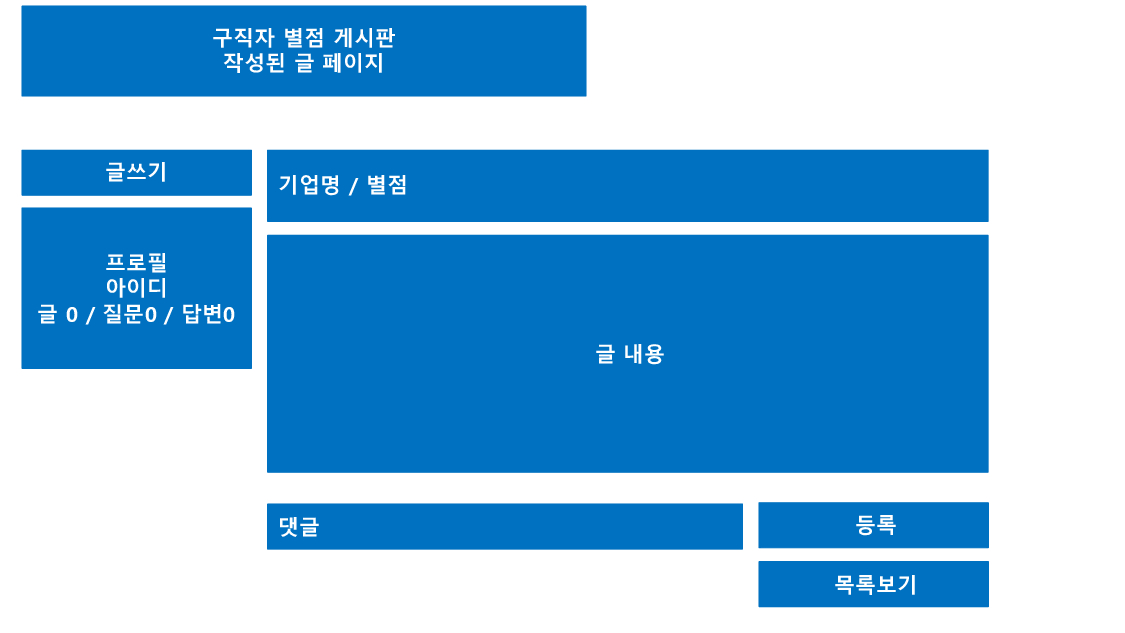 구직자 별점 게시판
작성된 글 페이지
글쓰기
기업명 / 별점
프로필
아이디
글 0 / 질문0 / 답변0
글 내용
댓글
등록
목록보기